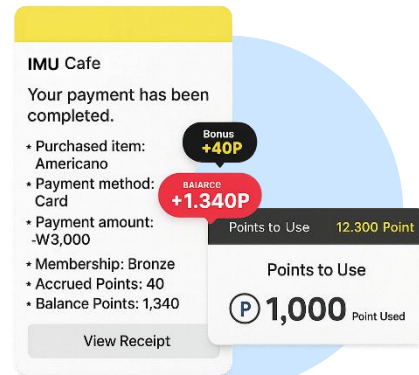 IMU Cafe
Your payment has been
completed.
* Purchased item:
Americano
* Payment method:
Card
* Payment amount:
-W3,000
* Membership: Bronze
* Accrued Points: 40
* Balance Points: 1,340
View Receipt
Bonus
+40P
BAIARCE
+1.340P
Points to Use 12.300 Point
Points to Use
P 1,000 Point Used